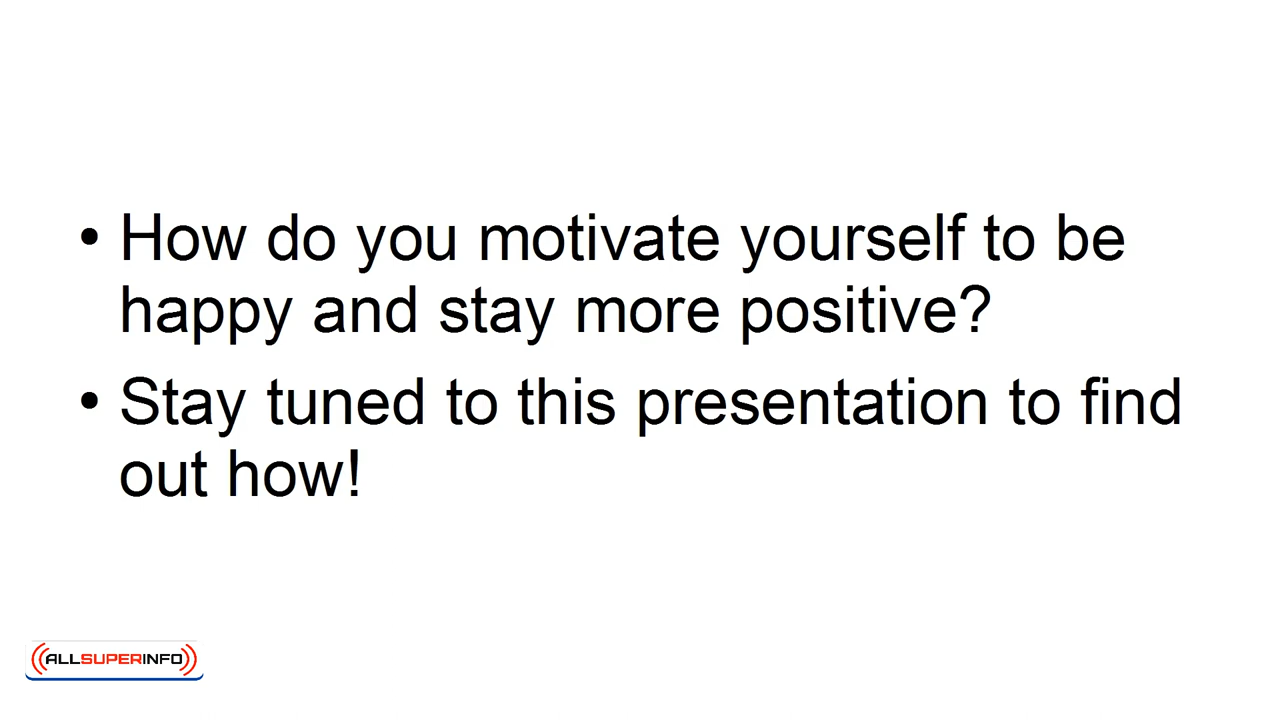 • How do you motivate yourself to be
happy and stay more positive?
• Stay tuned to this presentation to find
out how!
ALLSUPERINFO